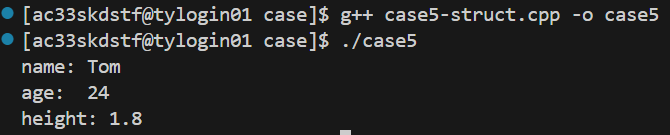 [ac33skdstf@tylogin01 case]$ g++ case5-struct.cpp -o case5
[ac33skdstf@tylogin01 case]$ ./case5
name: Tom
age:  24
height: 1.8